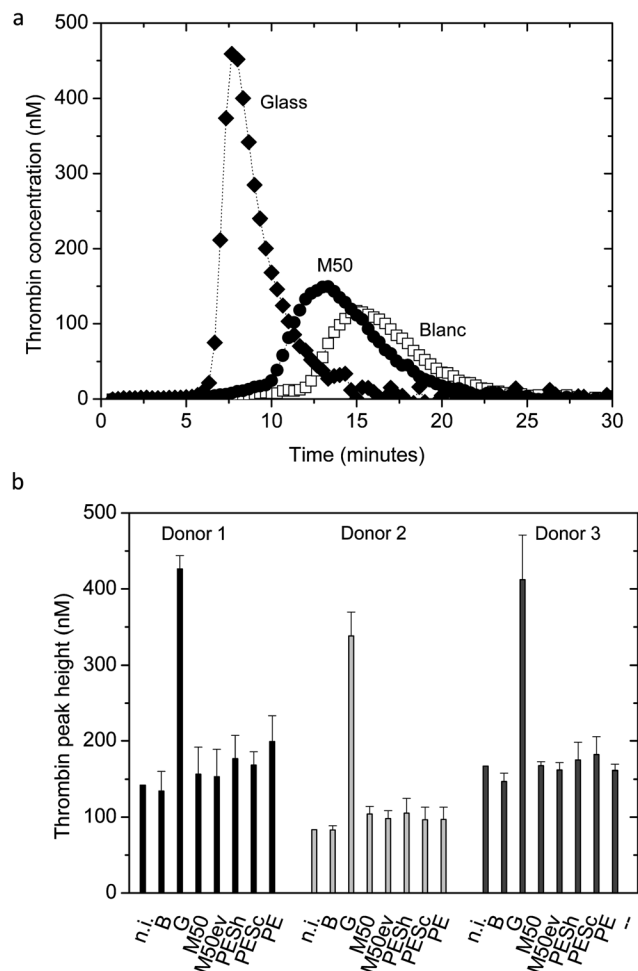 a
500
400
300
200
100
0
Thrombin concentration (nM)
Glass
M50
Blanc
0 5 10 15 20 25 30
Time (minutes)
b
500
400
300
200
100
0
Thrombin peak height (nM)
Donor 1 Donor 2 Donor 3
n.i. B G M50 M50ev PESh PESc PE n.i. B G M50 M50ev PESh PESc PE n.i. B G M50 M50ev PESh PESc PE --